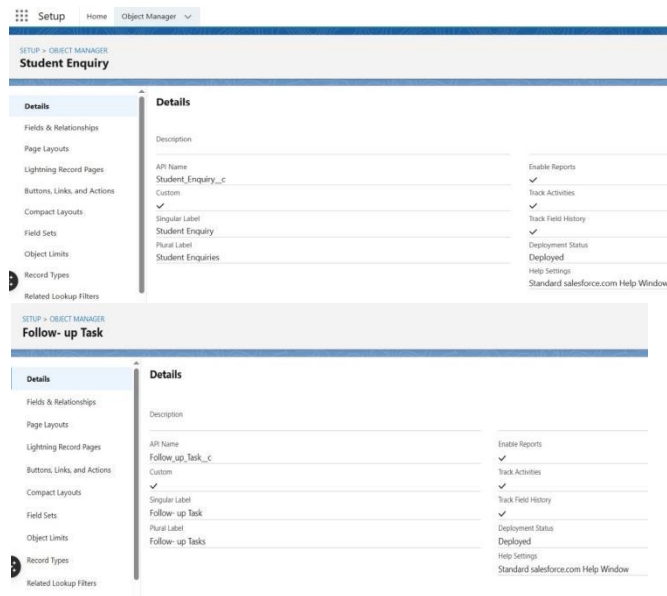 Setup Home Object Manager
SETUP > OBJECT MANAGER
Student Enquiry
Details
Fields & Relationships
Page Layouts
Lightning Record Pages
Buttons, Links, and Actions
Compact Layouts
Field Sets
Object Limits
Record Types
Related Lookup Filters
Details
Description
API Name
Student_Enquiry__c
Custom
Singular Label
Student Enquiry
Plural Label
Student Enquiries
Enable Reports
Track Activities
Track Field History
Deployment Status
Deployed
Help Settings
Standard salesforce.com Help Window
SETUP > OBJECT MANAGER
Follow- up Task
Details
Fields & Relationships
Page Layouts
Lightning Record Pages
Buttons, Links, and Actions
Compact Layouts
Field Sets
Object Limits
Record Types
Related Lookup Filters
Details
Description
API Name
Follow_up_Task__c
Custom
Singular Label
Follow- up Task
Plural Label
Follow- up Tasks
Enable Reports
Track Activities
Track Field History
Deployment Status
Deployed
Help Settings
Standard salesforce.com Help Window